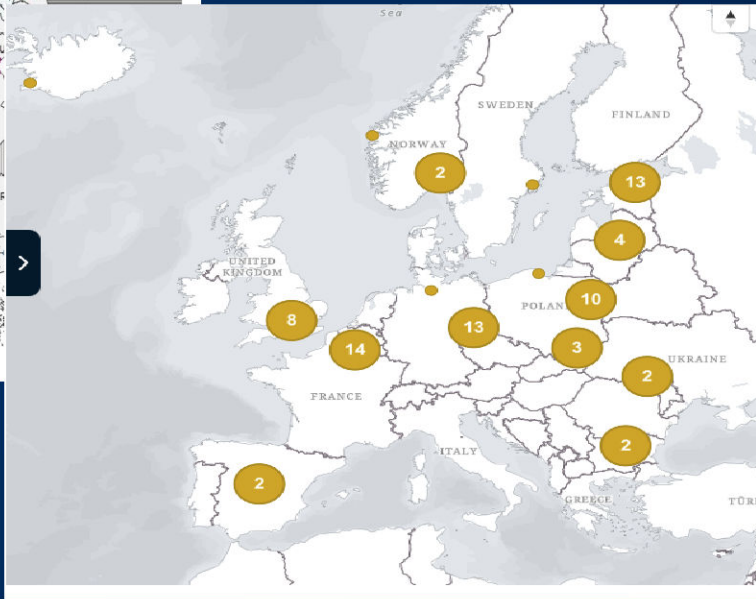 Sea
SWEDEN
FINLAND
NORWAY
2
13
4
UNITED
KINGDOM
POLAN
10
8
13
14
3
UKRAINE
2
FRANCE
ITALY
2
2
GREECE
TÜR